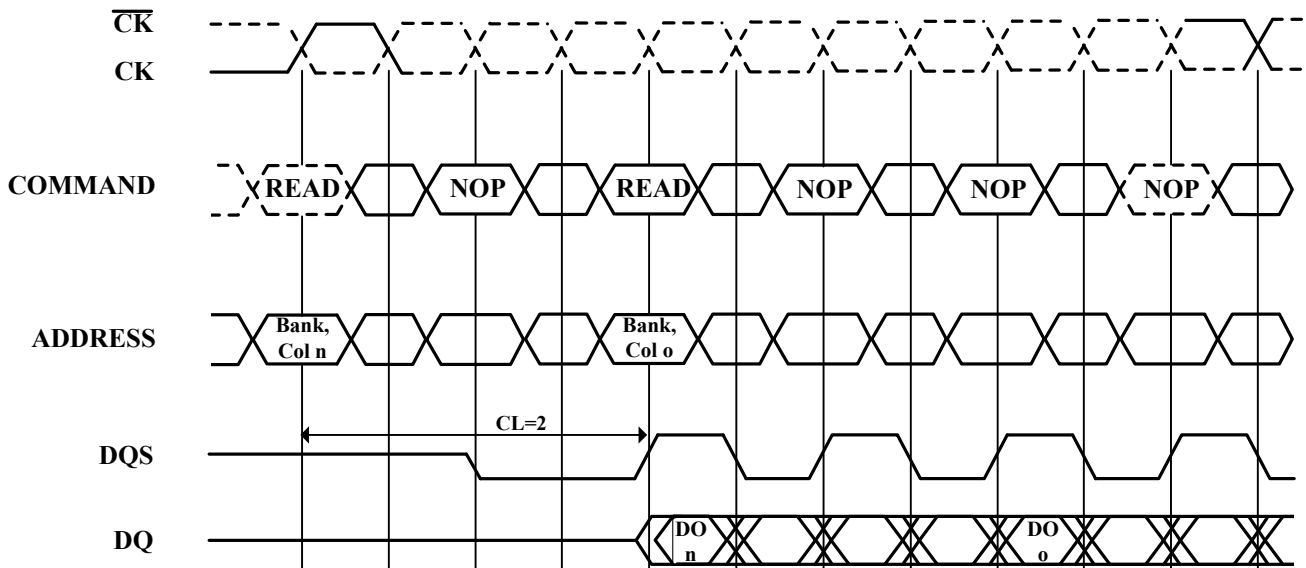 C̅K̅
CK
COMMAND
READ
NOP
READ
NOP
NOP
NOP
ADDRESS
Bank,
Col n
Bank,
Col o
CL=2
DQS
DQ
DO
n
DO
o